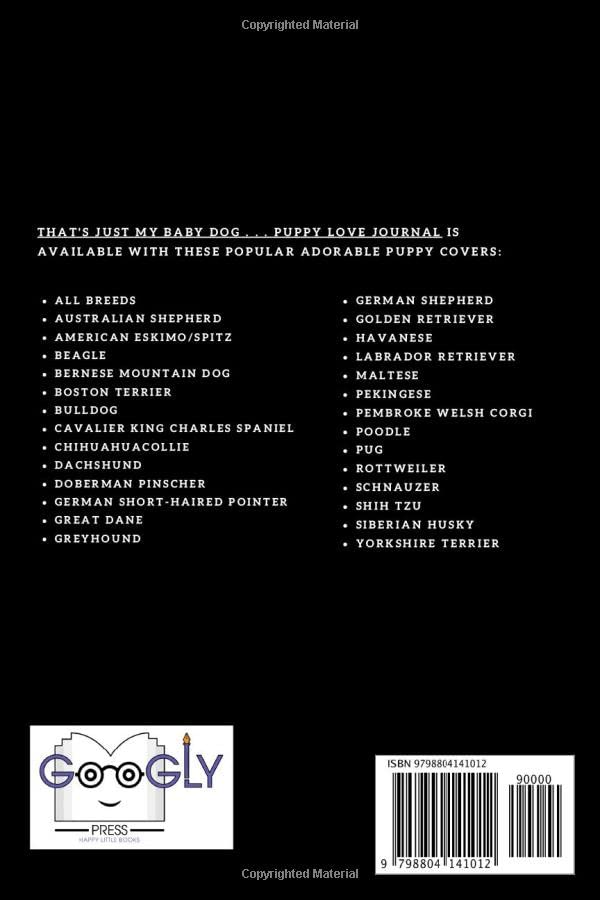 Copyrighted Material
THAT'S JUST MY BABY DOG . . . PUPPY LOVE JOURNAL IS
AVAILABLE WITH THESE POPULAR ADORABLE PUPPY COVERS:
• ALL BREEDS
• AUSTRALIAN SHEPHERD
• AMERICAN ESKIMO/SPITZ
• BEAGLE
• BERNESE MOUNTAIN DOG
• BOSTON TERRIER
• BULLDOG
• CAVALIER KING CHARLES SPANIEL
• CHIHUAHUACOLLIE
• DACHSHUND
• DOBERMAN PINSCHER
• GERMAN SHORT-HAIRED POINTER
• GREAT DANE
• GREYHOUND
• GERMAN SHEPHERD
• GOLDEN RETRIEVER
• HAVANESE
• LABRADOR RETRIEVER
• MALTESE
• PEKINGESE
• PEMBROKE WELSH CORGI
• POODLE
• PUG
• ROTTWEILER
• SCHNAUZER
• SHIH TZU
• SIBERIAN HUSKY
• YORKSHIRE TERRIER
GOOGLY
PRESS
HAPPY LITTLE BOOKS
ISBN 9798804141012
90000
9 798804 141012
Copyrighted Material